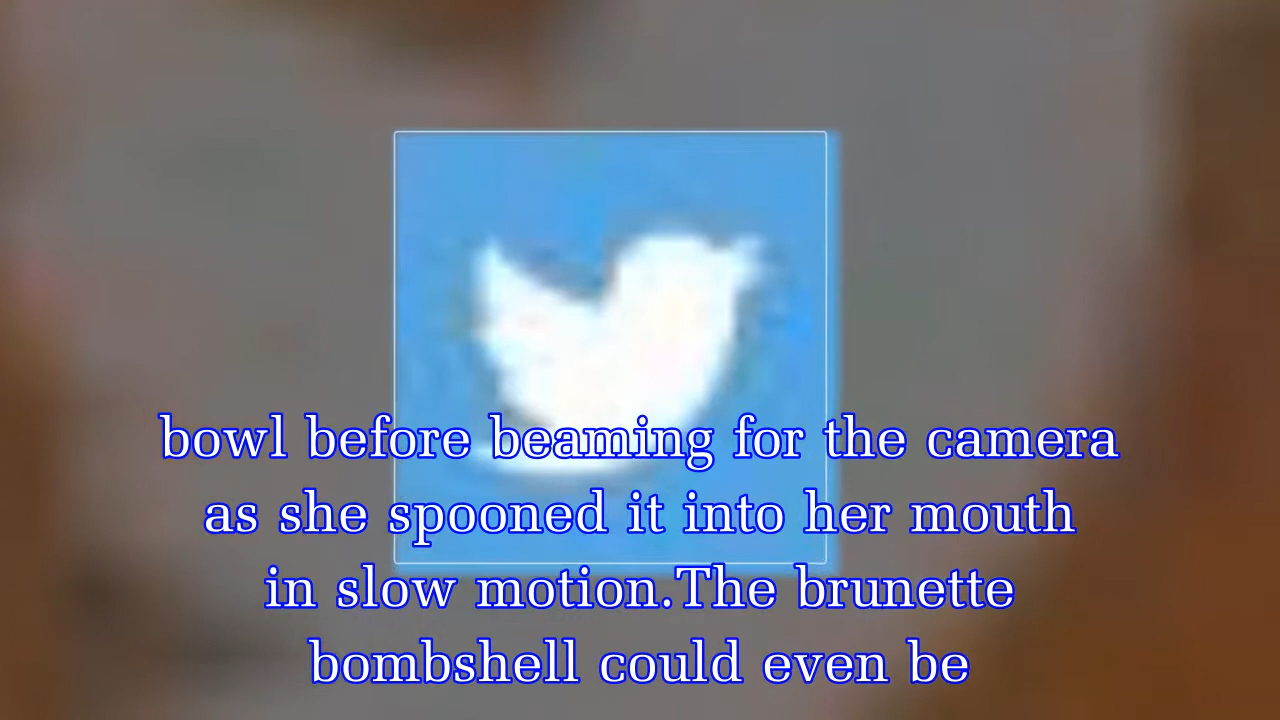 bowl before beaming for the camera
as she spooned it into her mouth
in slow motion.The brunette
bombshell could even be